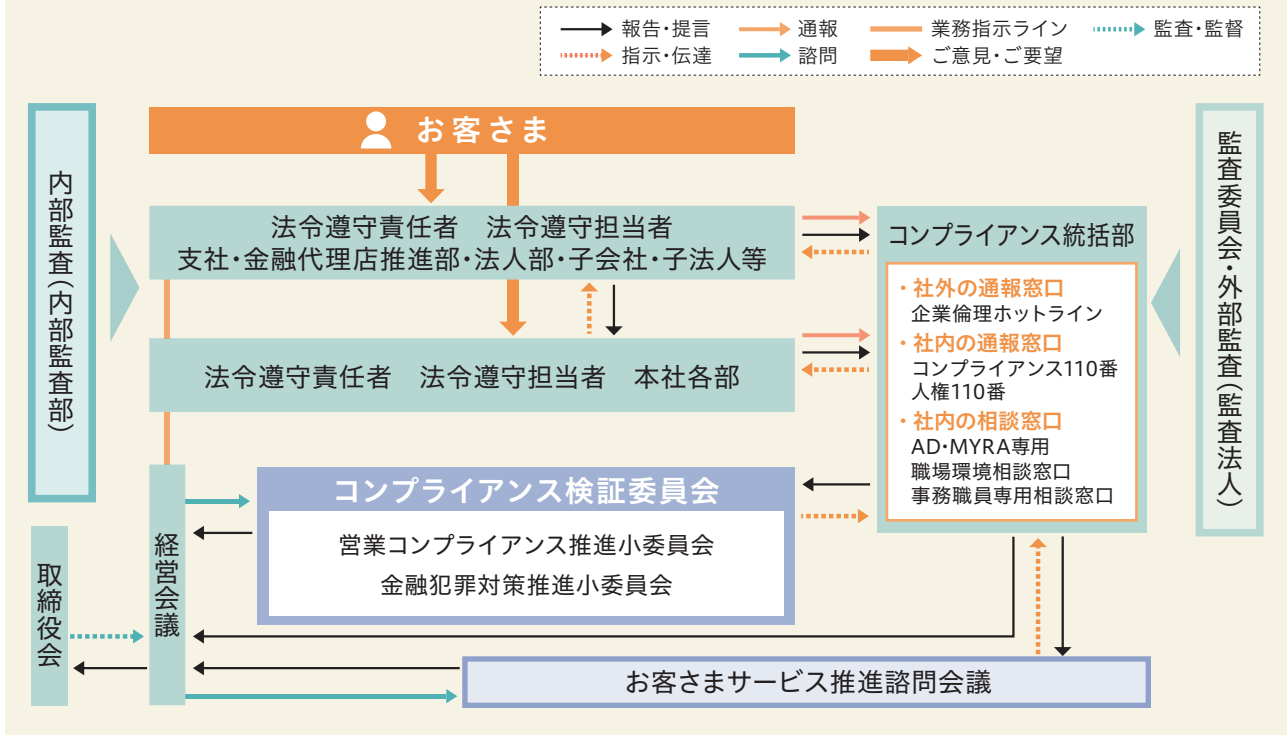 報告・提言
通報
業務指示ライン
監査・監督
指示・伝達
諮問
ご意見・ご要望
お客さま
内部監査(内部監査部)
監査委員会・外部監査(監査法人)
法令遵守責任者 法令遵守担当者
支社・金融代理店推進部・法人部・子会社・子法人等
コンプライアンス統括部
・社外の通報窓口
企業倫理ホットライン
・社内の通報窓口
コンプライアンス110番
人権110番
・社内の相談窓口
AD・MYRA専用
職場環境相談窓口
事務職員専用相談窓口
法令遵守責任者 法令遵守担当者 本社各部
コンプライアンス検証委員会
営業コンプライアンス推進小委員会
金融犯罪対策推進小委員会
経営会議
取締役会
お客さまサービス推進諮問会議